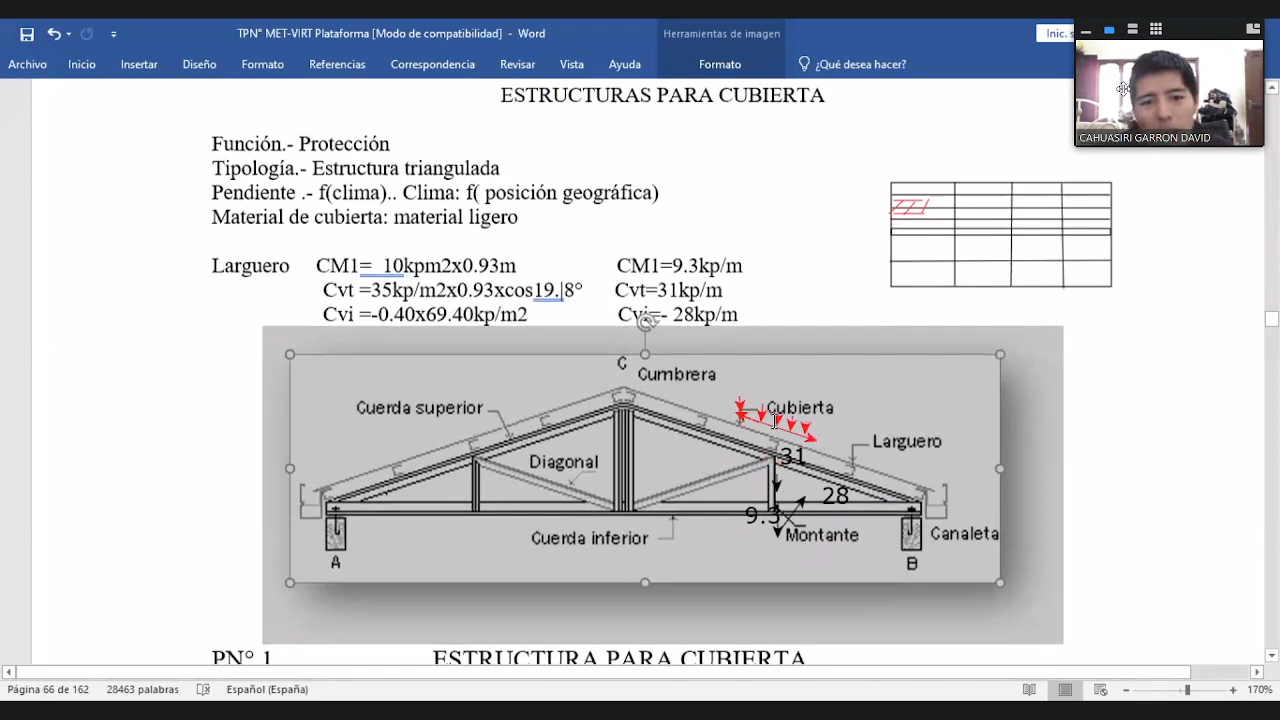 TPN° MET-VIRT Plataforma [Modo de compatibilidad] - Word
Herramientas de imagen
Inic. s
Archivo Inicio Insertar Diseño Formato Referencias Correspondencia Revisar Vista Ayuda Formato ¿Qué desea hacer?
CAHUASIRI GARRON DAVID
ESTRUCTURAS PARA CUBIERTA
Función.- Protección
Tipología.- Estructura triangulada
Pendiente .- f(clima).. Clima: f( posición geográfica)
Material de cubierta: material ligero
Larguero CM1= 10kpm2x0.93m CM1=9.3kp/m
Cvt =35kp/m2x0.93xcos19.8° Cvt=31kp/m
Cvi =-0.40x69.40kp/m2 Cvi=- 28kp/m
C
Cumbrera
Cuerda superior
Cubierta
Larguero
31
Diagonal
28
9.3
Cuerda inferior
Montante
Canaleta
A
B
PN° 1 ESTRUCTURA PARA CUBIERTA
Página 66 de 162 28463 palabras Español (España) 170%